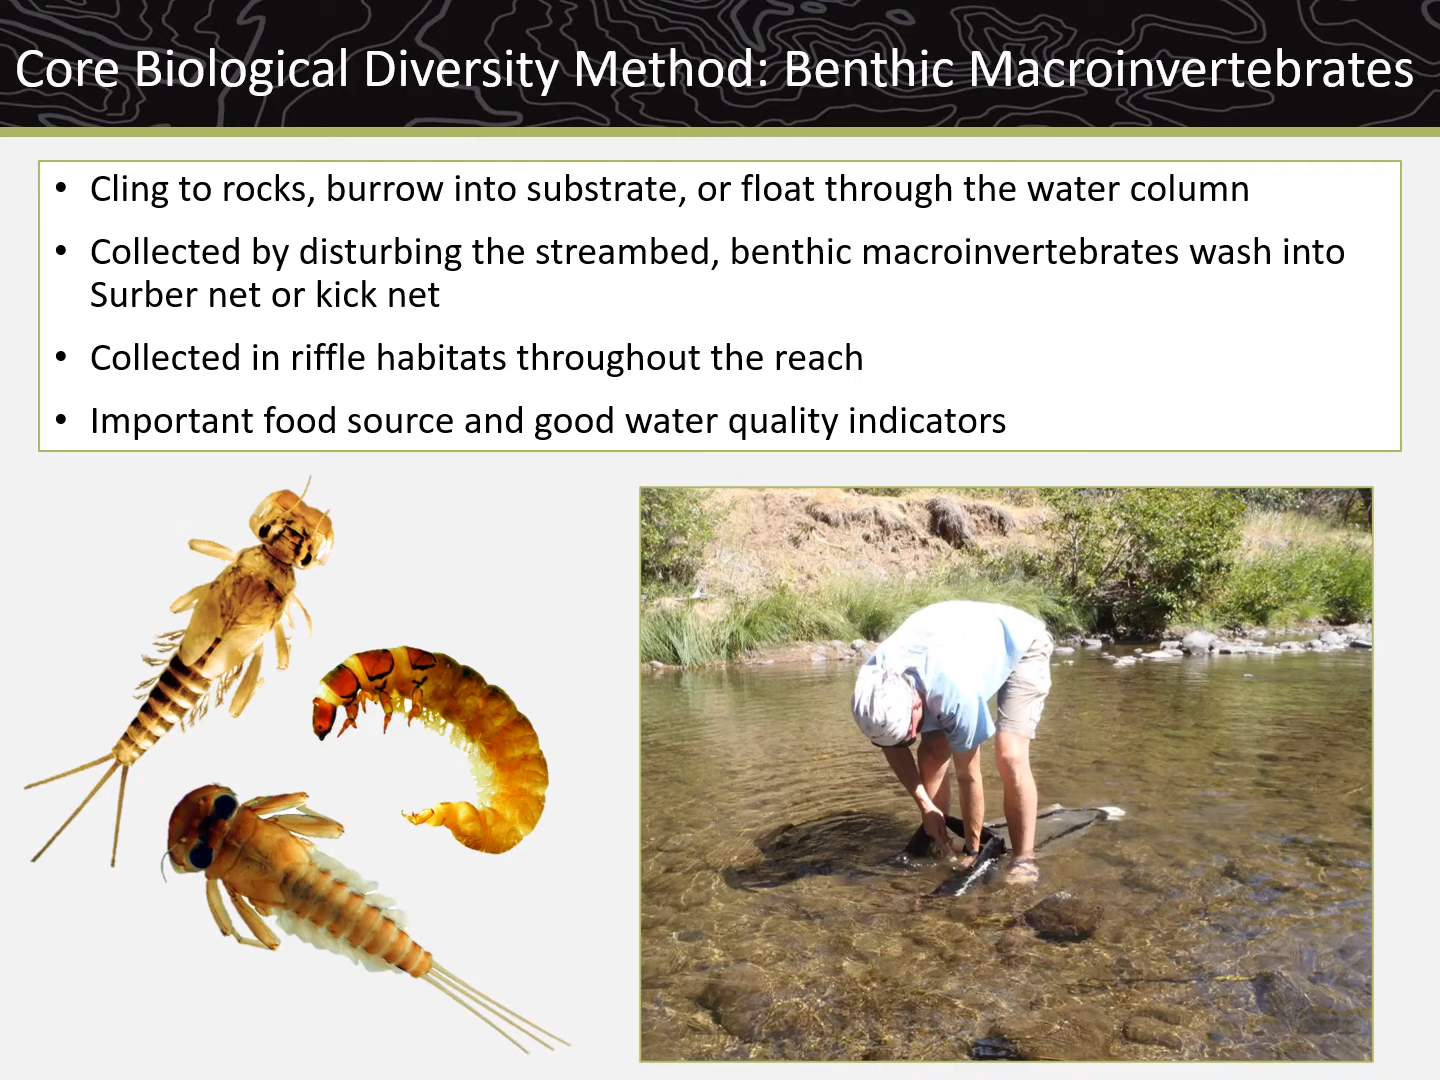 Core Biological Diversity Method: Benthic Macroinvertebrates
• Cling to rocks, burrow into substrate, or float through the water column
• Collected by disturbing the streambed, benthic macroinvertebrates wash into
Surber net or kick net
• Collected in riffle habitats throughout the reach
• Important food source and good water quality indicators